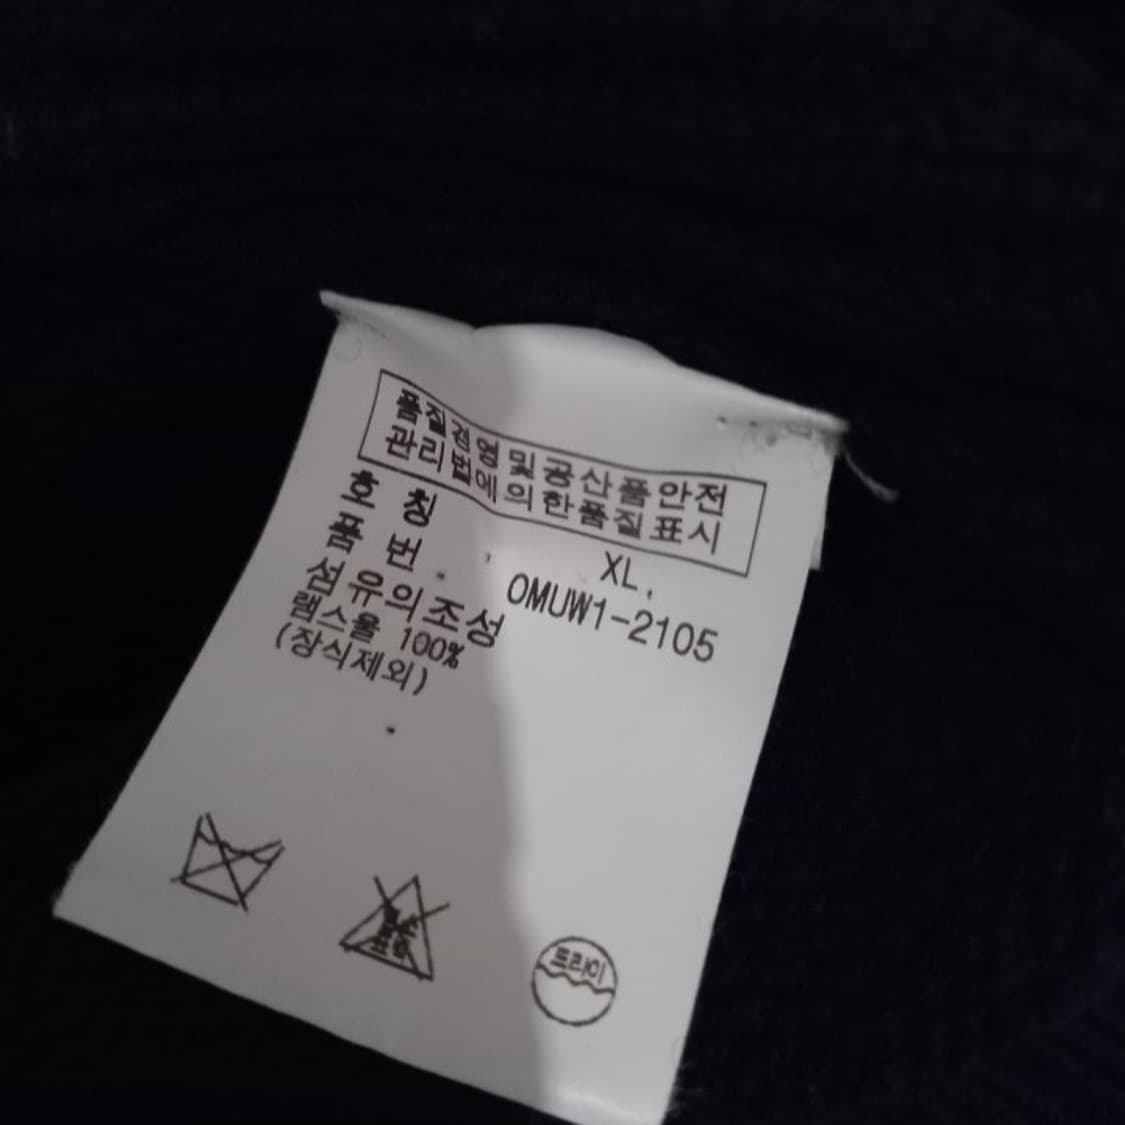 품질경영및공산품안전
관리법에의한품질표시
호 칭 XL
품 번 OMUW1-2105
섬유의조성
램스울 100%
(장식제외)
드라이